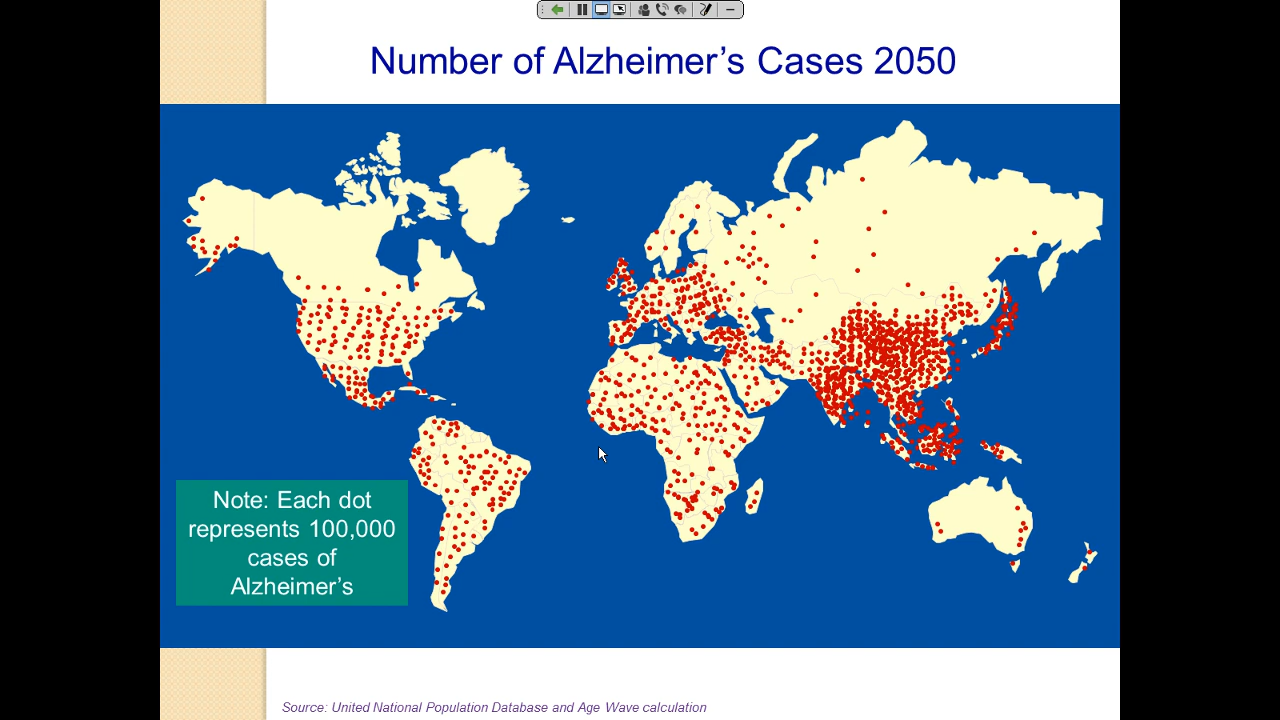 Number of Alzheimer’s Cases 2050
Note: Each dot
represents 100,000
cases of
Alzheimer’s
Source: United National Population Database and Age Wave calculation